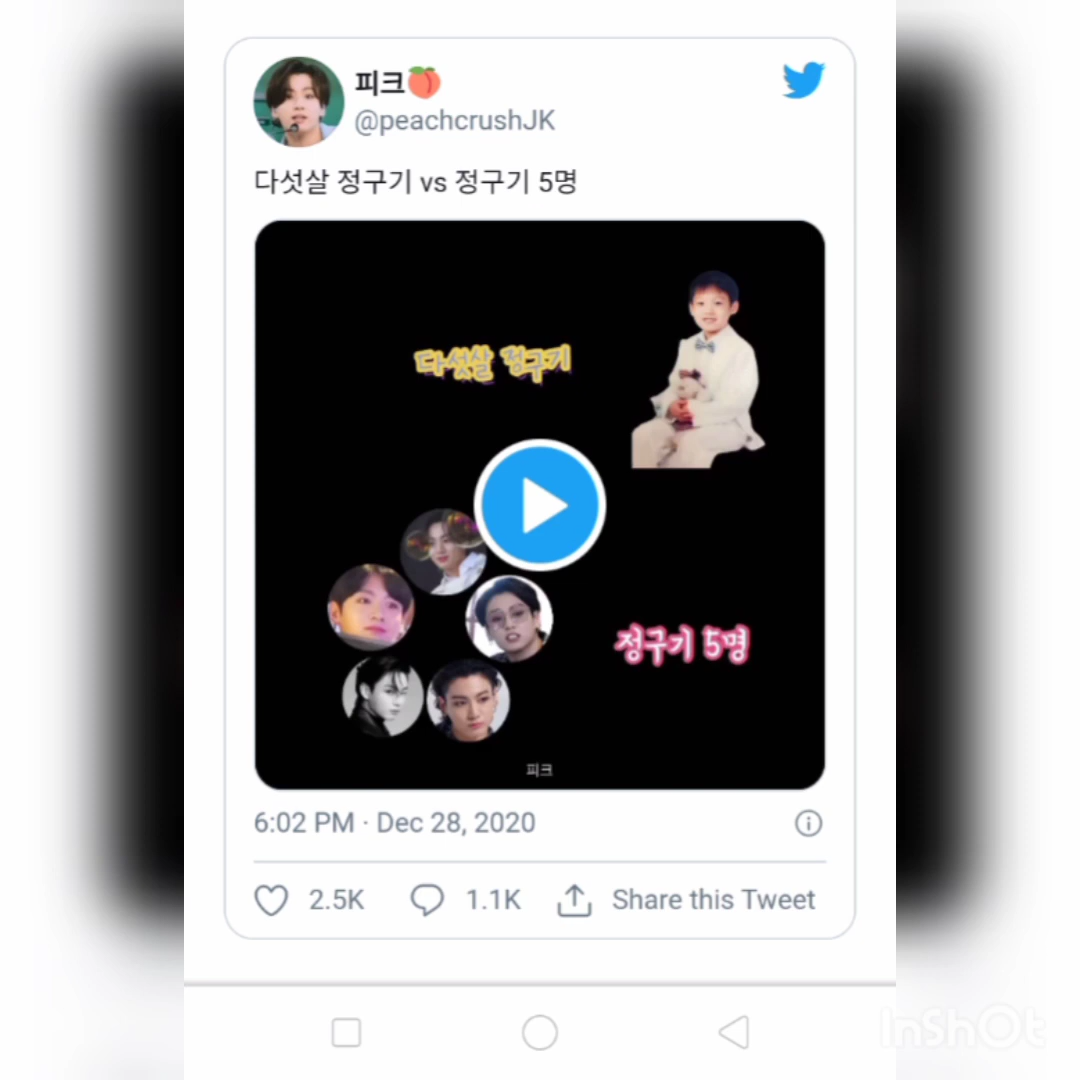 피크🍑
@peachcrushJK
다섯살 정구기 vs 정구기 5명
다섯살 정구기
정구기 5명
피크
6:02 PM · Dec 28, 2020
2.5K 1.1K Share this Tweet
InShOt